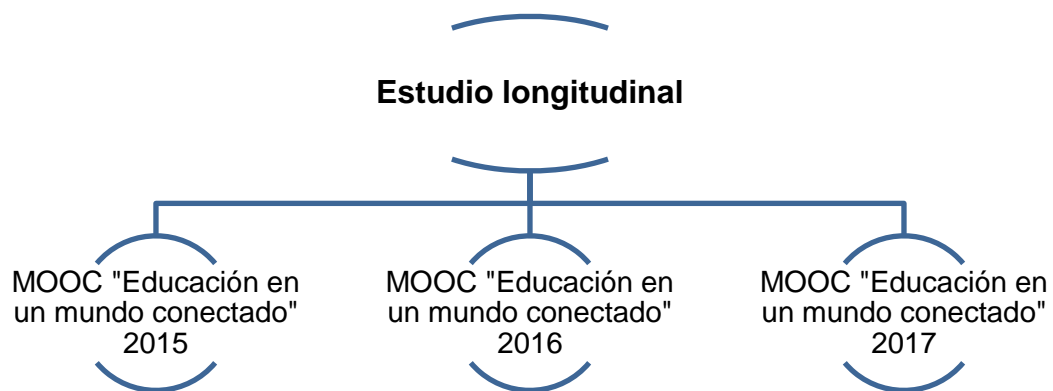 Estudio longitudinal
MOOC "Educación en
un mundo conectado"
2015
MOOC "Educación en
un mundo conectado"
2016
MOOC "Educación en
un mundo conectado"
2017